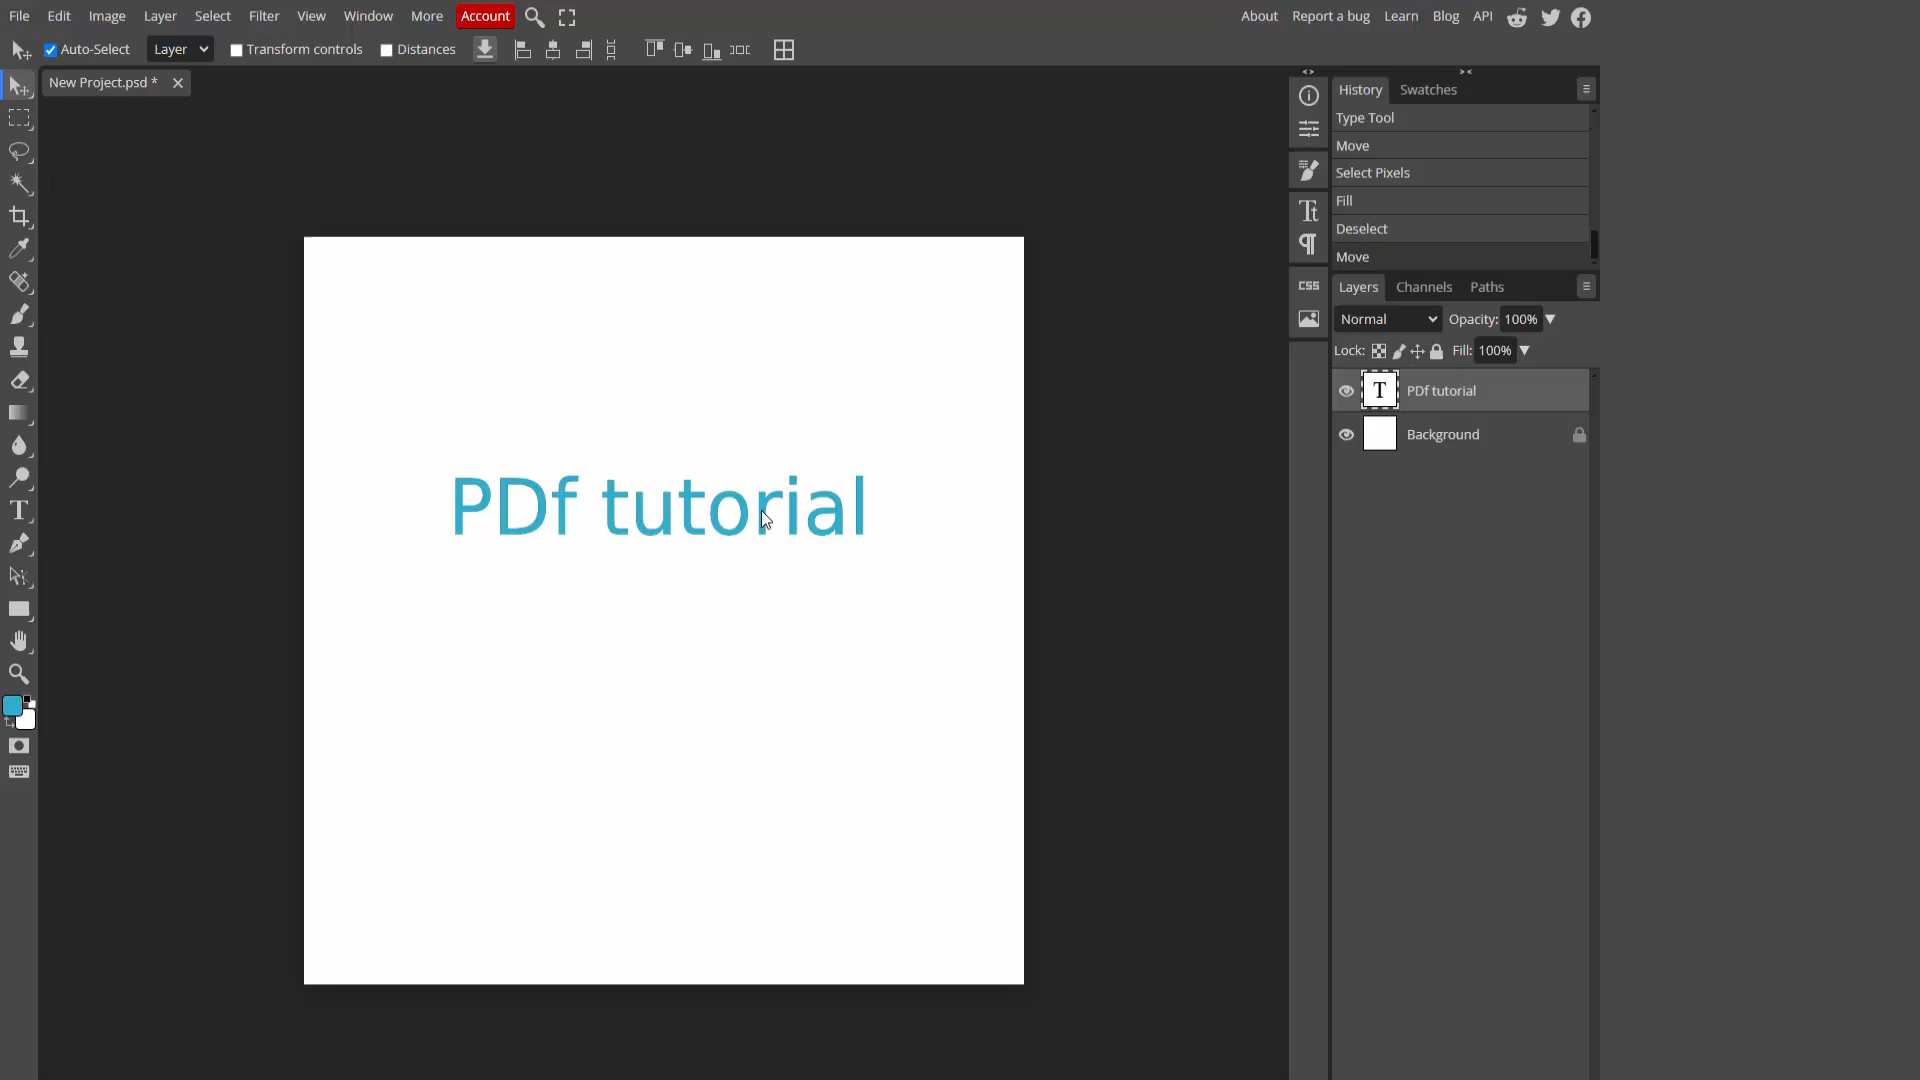 File Edit Image Layer Select Filter View Window More Account About Report a bug Learn Blog API
Auto-Select Layer Transform controls Distances
New Project.psd *
History Swatches
Type Tool
Move
Select Pixels
Fill
Deselect
Move
CSS
Layers Channels Paths
Normal Opacity: 100%
Lock: Fill: 100%
T PDf tutorial
Background
PDf tutorial